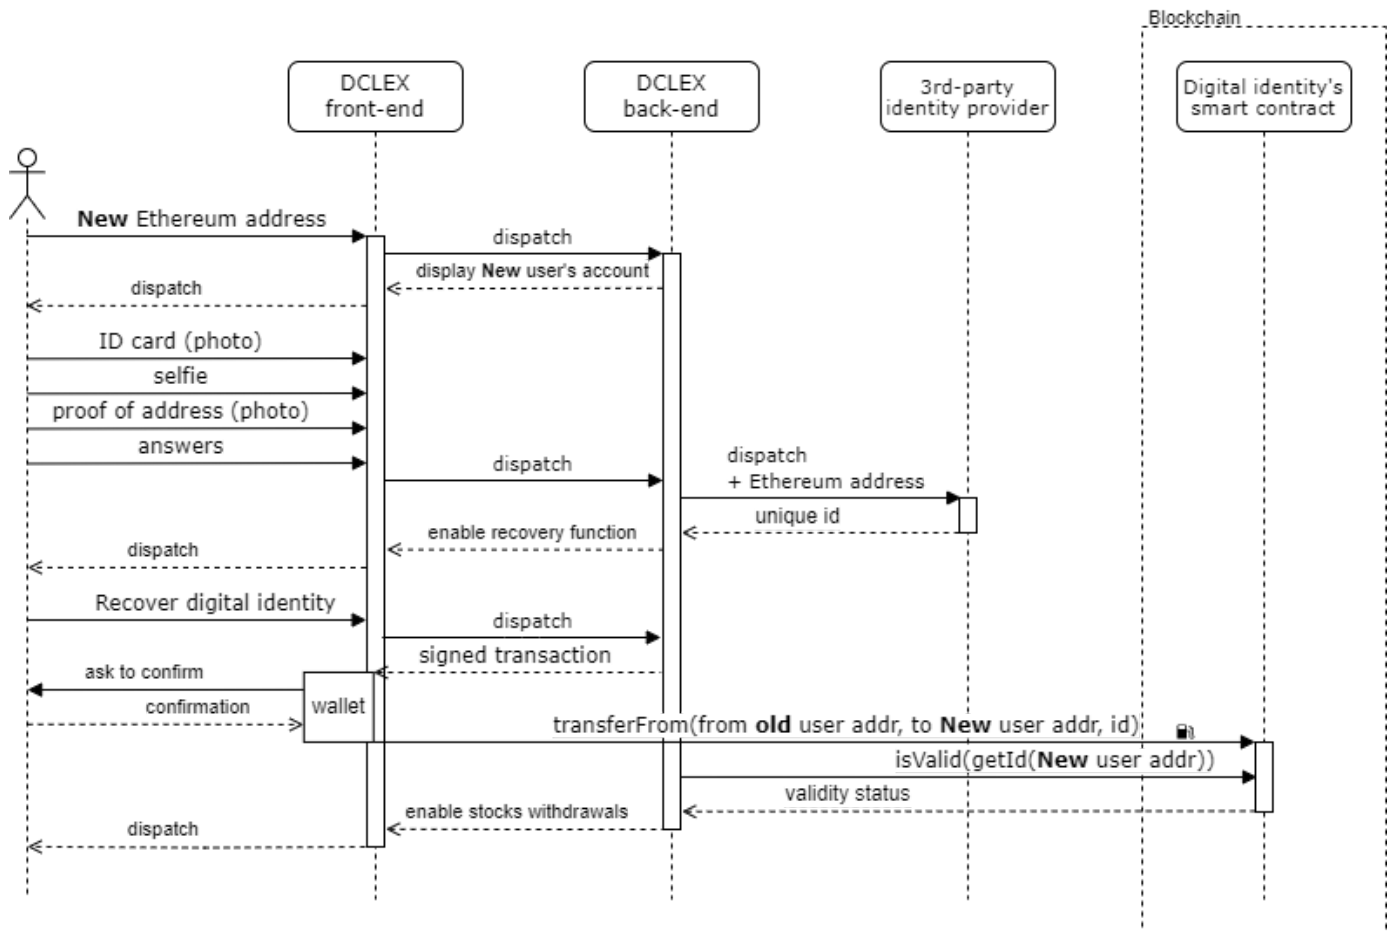 Blockchain
DCLEX
front-end
DCLEX
back-end
3rd-party
identity provider
Digital identity's
smart contract
New Ethereum address
dispatch
display New user's account
dispatch
ID card (photo)
selfie
proof of address (photo)
answers
dispatch
dispatch
+ Ethereum address
unique id
enable recovery function
dispatch
Recover digital identity
dispatch
signed transaction
ask to confirm
wallet
confirmation
transferFrom(from old user addr, to New user addr, id)
isValid(getId(New user addr))
validity status
enable stocks withdrawals
dispatch